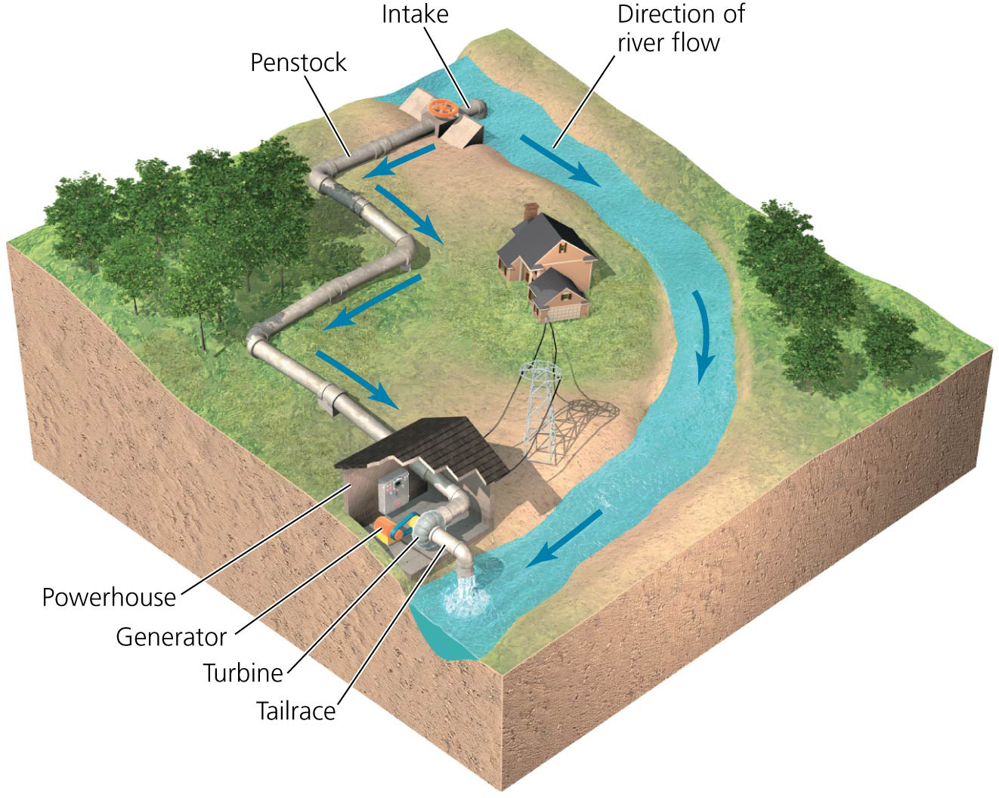 Intake
Direction of
river flow
Penstock
Powerhouse
Generator
Turbine
Tailrace